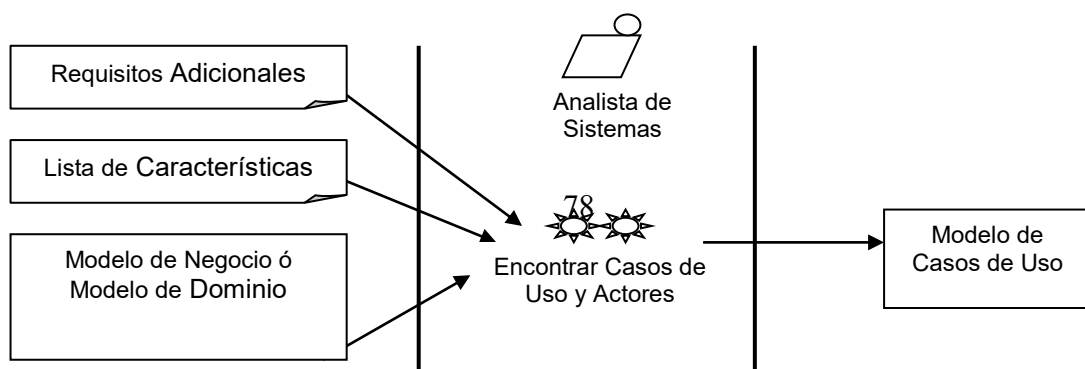 Requisitos Adicionales
Lista de Características
Modelo de Negocio ó
Modelo de Dominio
Analista de
Sistemas
78
Encontrar Casos de
Uso y Actores
Modelo de
Casos de Uso